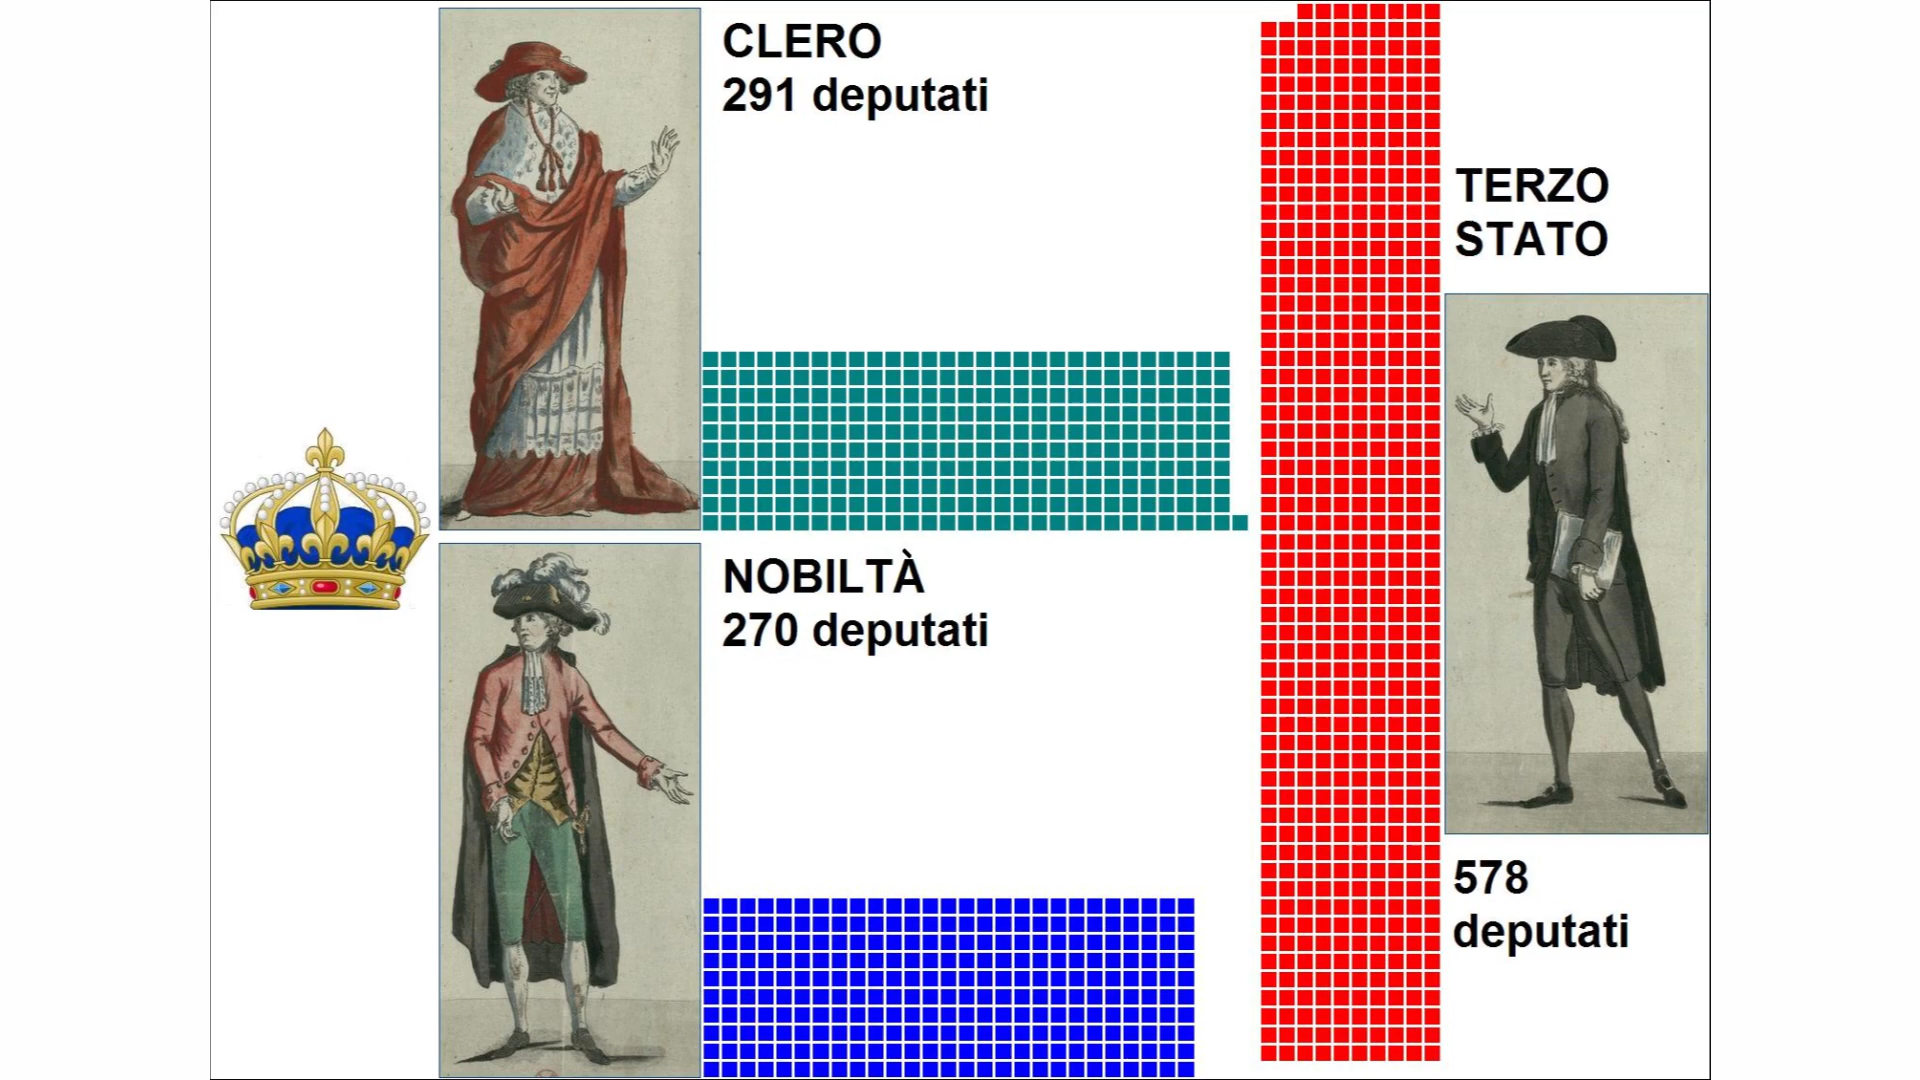 CLERO
291 deputati
TERZO
STATO
NOBILTÀ
270 deputati
578
deputati